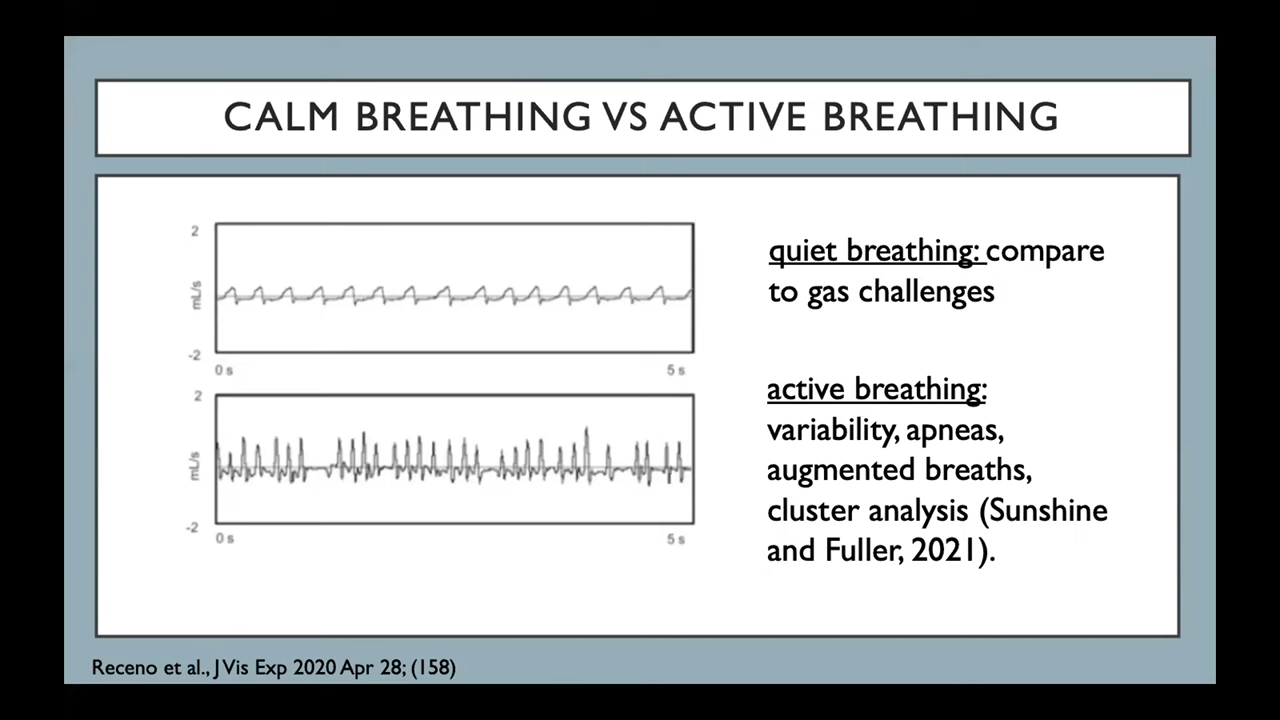 CALM BREATHING VS ACTIVE BREATHING
2
mL/s
-2
0 s
5 s
2
mL/s
-2
0 s
5 s
quiet breathing: compare
to gas challenges
active breathing:
variability, apneas,
augmented breaths,
cluster analysis (Sunshine
and Fuller, 2021).
Receno et al., J Vis Exp 2020 Apr 28; (158)